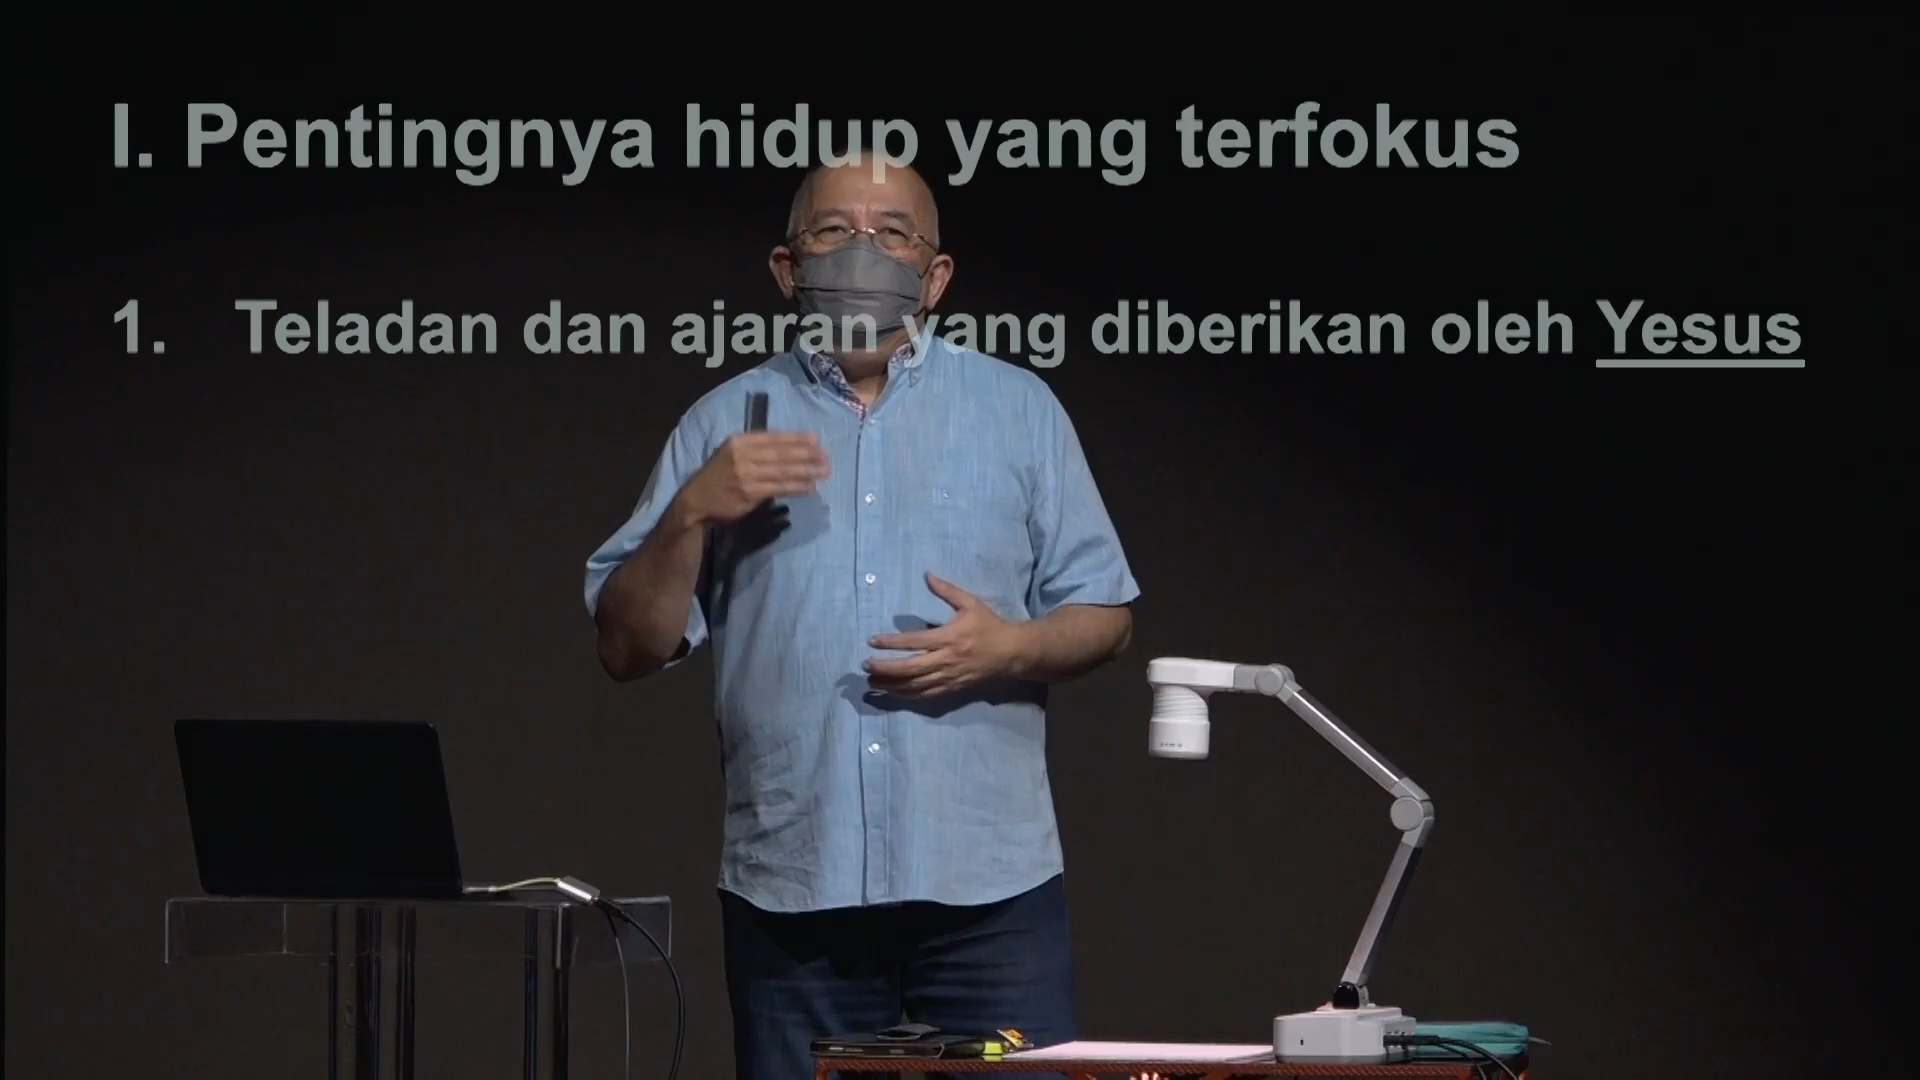 I. Pentingnya hidup yang terfokus
1. Teladan dan ajaran yang diberikan oleh Yesus